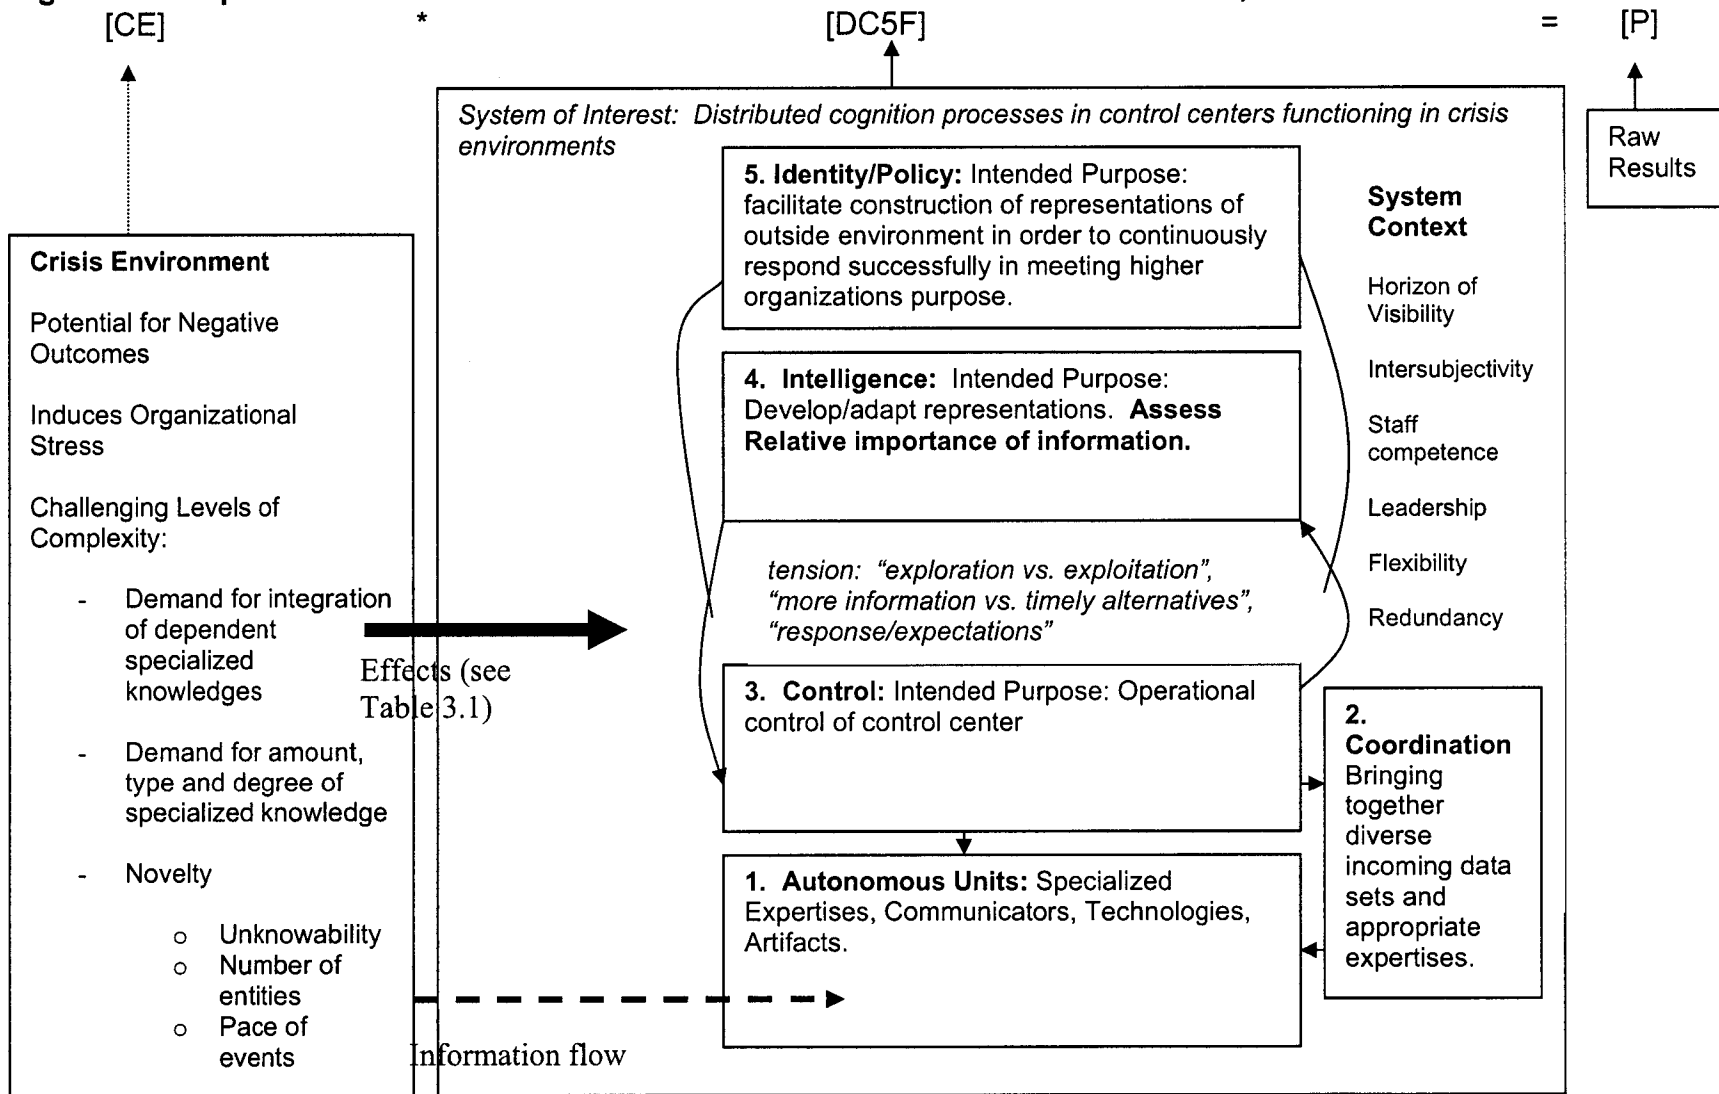 [CE] * [DC5F] = [P]
System of Interest: Distributed cognition processes in control centers functioning in crisis
environments
Raw
Results
5. Identity/Policy: Intended Purpose:
facilitate construction of representations of
outside environment in order to continuously
respond successfully in meeting higher
organizations purpose.
System
Context
Horizon of
Visibility
Intersubjectivity
Staff
competence
Leadership
Flexibility
Redundancy
Crisis Environment
Potential for Negative
Outcomes
Induces Organizational
Stress
Challenging Levels of
Complexity:
- Demand for integration
of dependent
specialized
knowledges
- Demand for amount,
type and degree of
specialized knowledge
- Novelty
o Unknowability
o Number of
entities
o Pace of
events
Effects (see
Table 3.1)
Information flow
4. Intelligence: Intended Purpose:
Develop/adapt representations. Assess
Relative importance of information.
tension: “exploration vs. exploitation”,
“more information vs. timely alternatives”,
“response/expectations”
3. Control: Intended Purpose: Operational
control of control center
2.
Coordination
Bringing
together
diverse
incoming data
sets and
appropriate
expertises.
1. Autonomous Units: Specialized
Expertises, Communicators, Technologies,
Artifacts.